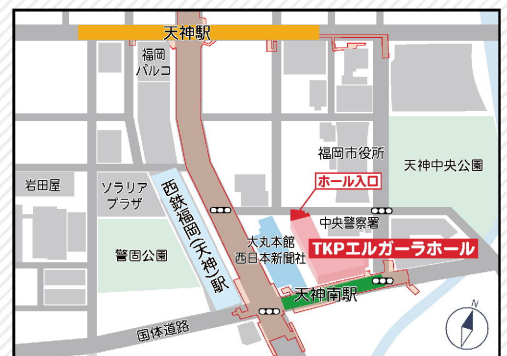 天神駅
福岡
パルコ
福岡市役所
天神中央公園
ホール入口
岩田屋
ソラリア
プラザ
西鉄福岡(天神)駅
中央警察署
大丸本館
西日本新聞社
TKPエルガーラホール
警固公園
天神南駅
国体道路
N